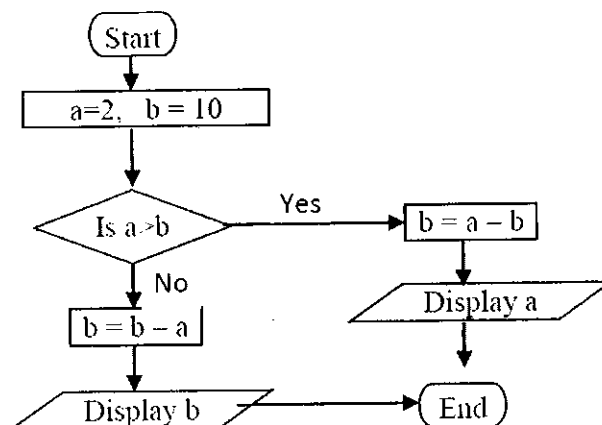 Start
a=2, b = 10
Is a>b
Yes
b = a – b
No
Display a
b = b – a
Display b
End